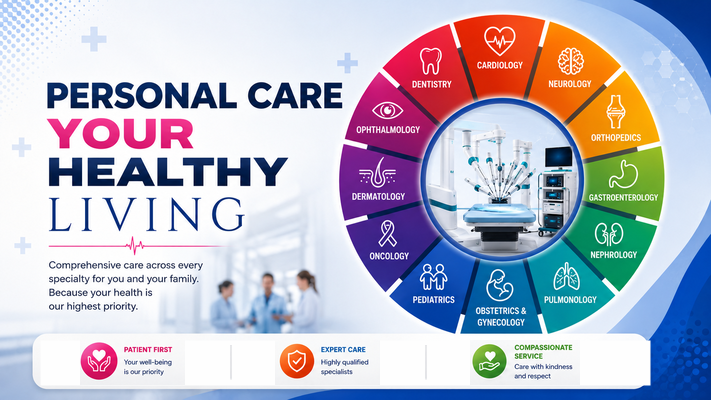 PERSONAL CARE
YOUR
HEALTHY
LIVING
Comprehensive care across every
specialty for you and your family.
Because your health is
our highest priority.
CARDIOLOGY
NEUROLOGY
ORTHOPEDICS
GASTROENTEROLOGY
NEPHROLOGY
PULMONOLOGY
OBSTETRICS &
GYNECOLOGY
PEDIATRICS
ONCOLOGY
DERMATOLOGY
OPHTHALMOLOGY
DENTISTRY
PATIENT FIRST
Your well-being
is our priority
EXPERT CARE
Highly qualified
specialists
COMPASSIONATE
SERVICE
Care with kindness
and respect